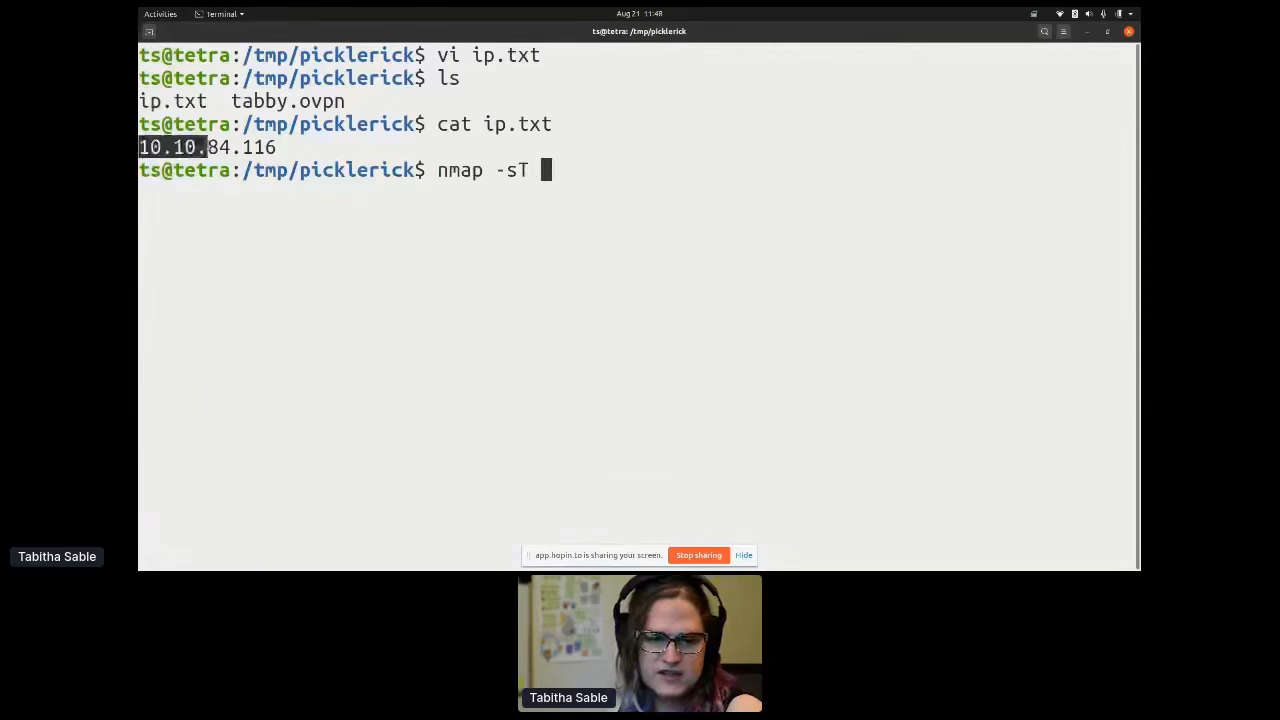 Activities
Terminal
Aug 21 11:48
ts@tetra: /tmp/picklerick
ts@tetra:/tmp/picklerick$ vi ip.txt
ts@tetra:/tmp/picklerick$ ls
ip.txt tabby.ovpn
ts@tetra:/tmp/picklerick$ cat ip.txt
10.10.84.116
ts@tetra:/tmp/picklerick$ nmap -sT
app.hopin.to is sharing your screen. Stop sharing Hide
Tabitha Sable
Tabitha Sable